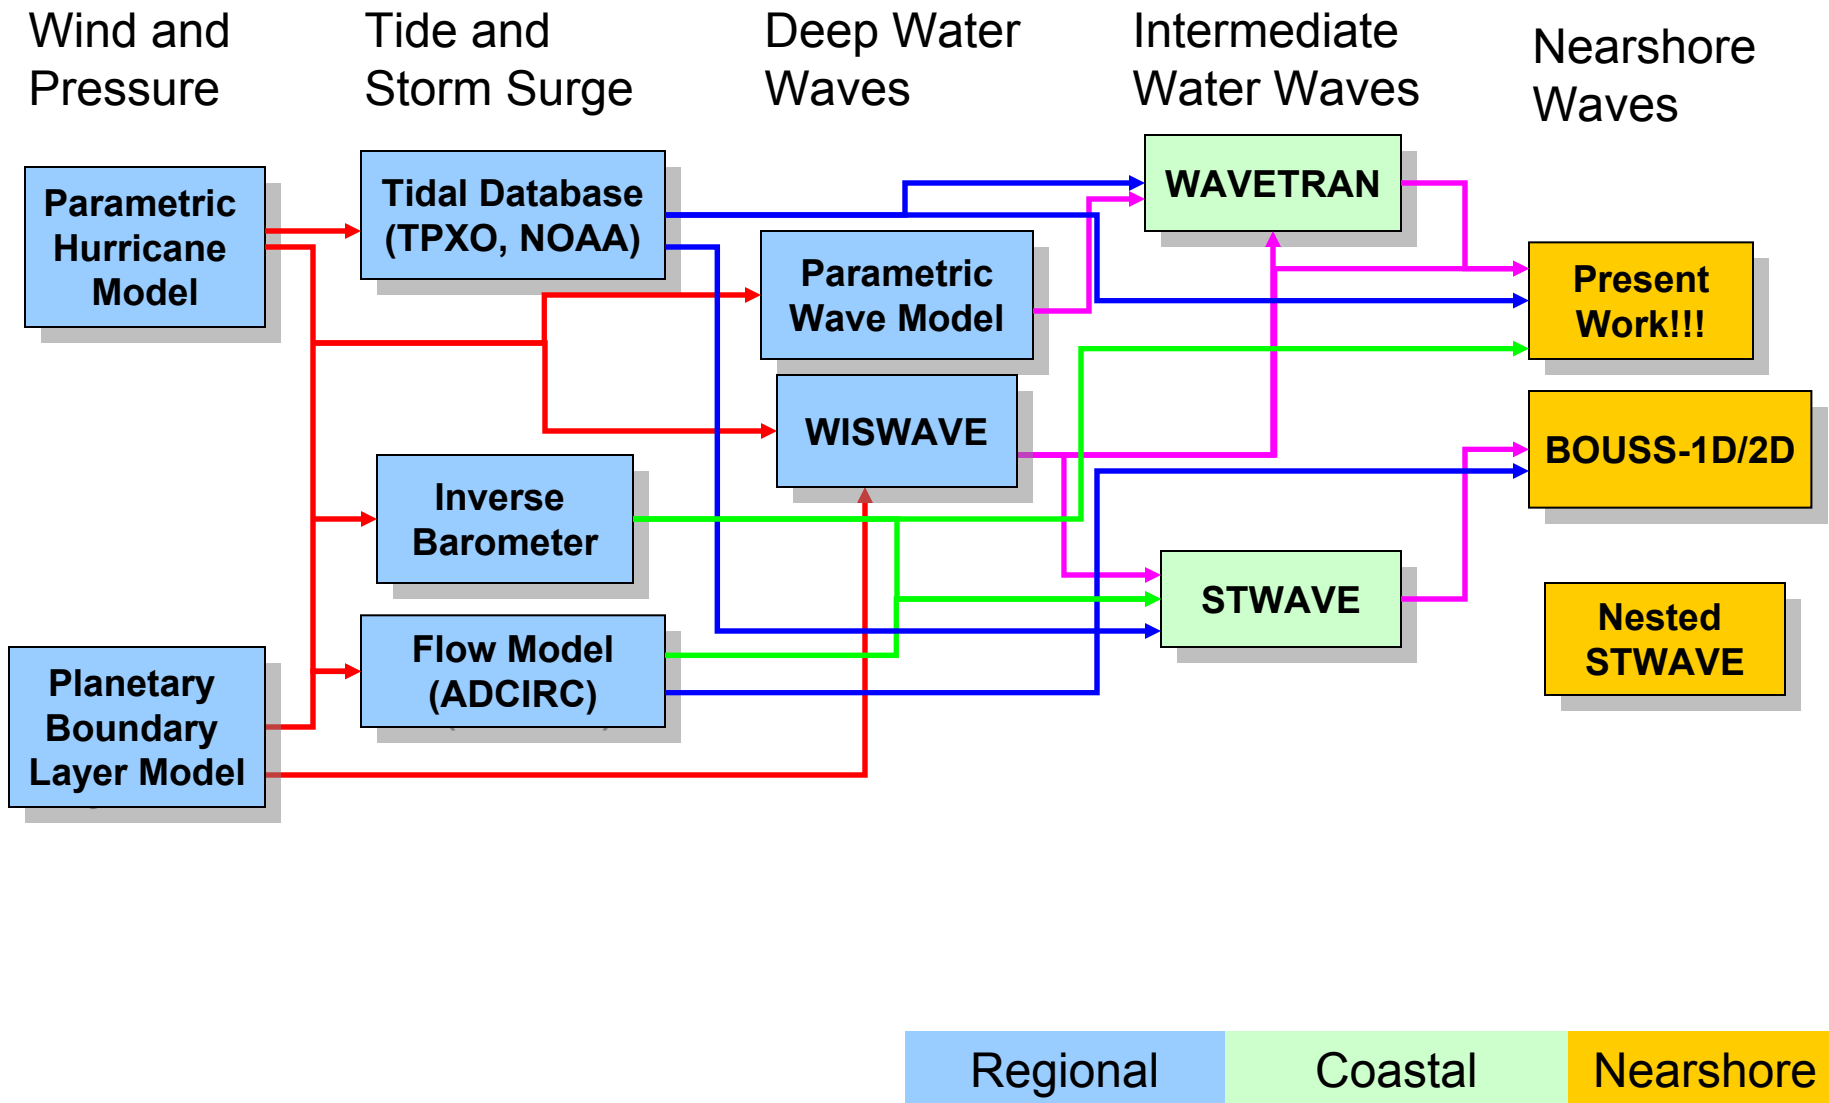 Wind and
Pressure
Tide and
Storm Surge
Deep Water
Waves
Intermediate
Water Waves
Nearshore
Waves
Parametric
Hurricane
Model
Planetary
Boundary
Layer Model
Tidal Database
(TPXO, NOAA)
Inverse
Barometer
Flow Model
(ADCIRC)
Parametric
Wave Model
WISWAVE
WAVETRAN
STWAVE
Present
Work!!!
BOUSS-1D/2D
Nested
STWAVE
Regional
Coastal
Nearshore